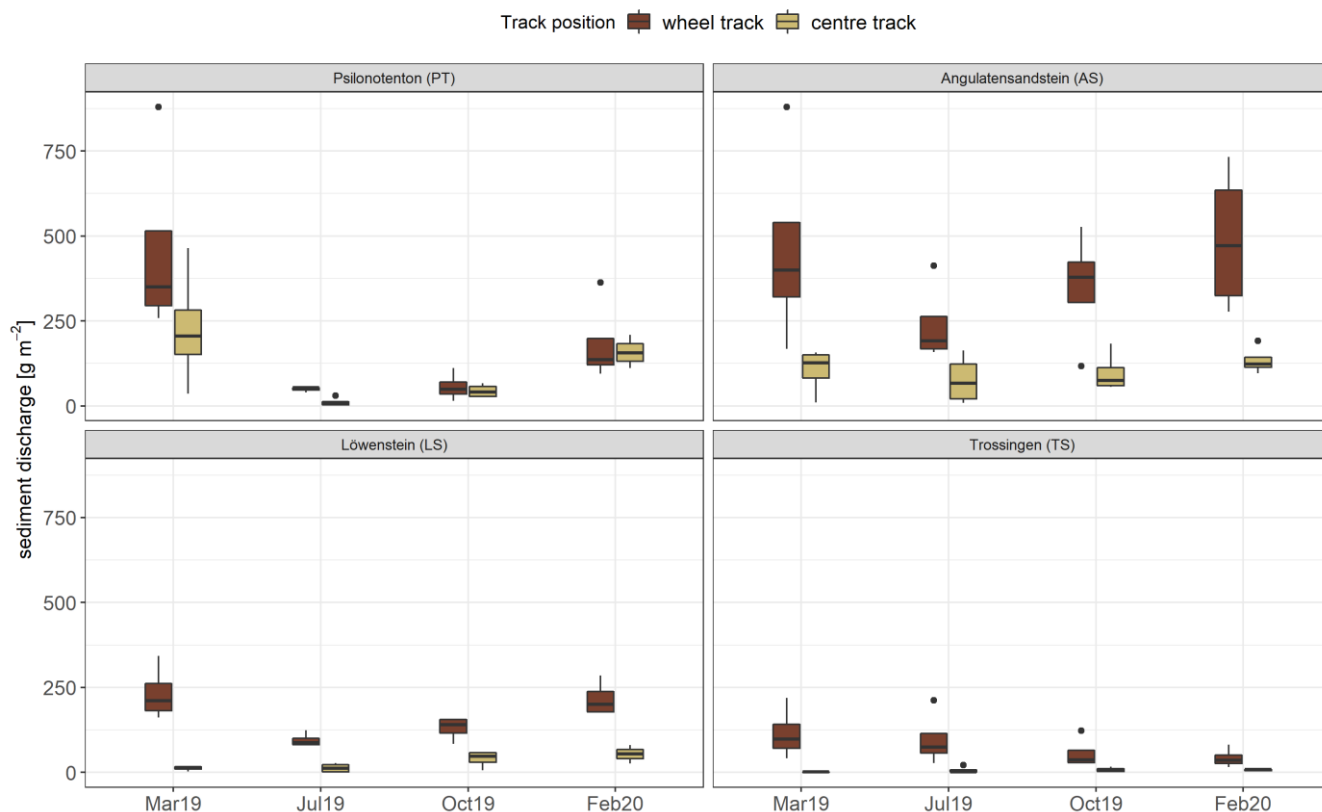 Track position wheel track centre track
Psilonotenton (PT) Angulatensandstein (AS)
750
500
250
0
Löwenstein (LS) Trossingen (TS)
750
500
250
0
sediment discharge [g m⁻²]
Mar19 Jul19 Oct19 Feb20 Mar19 Jul19 Oct19 Feb20